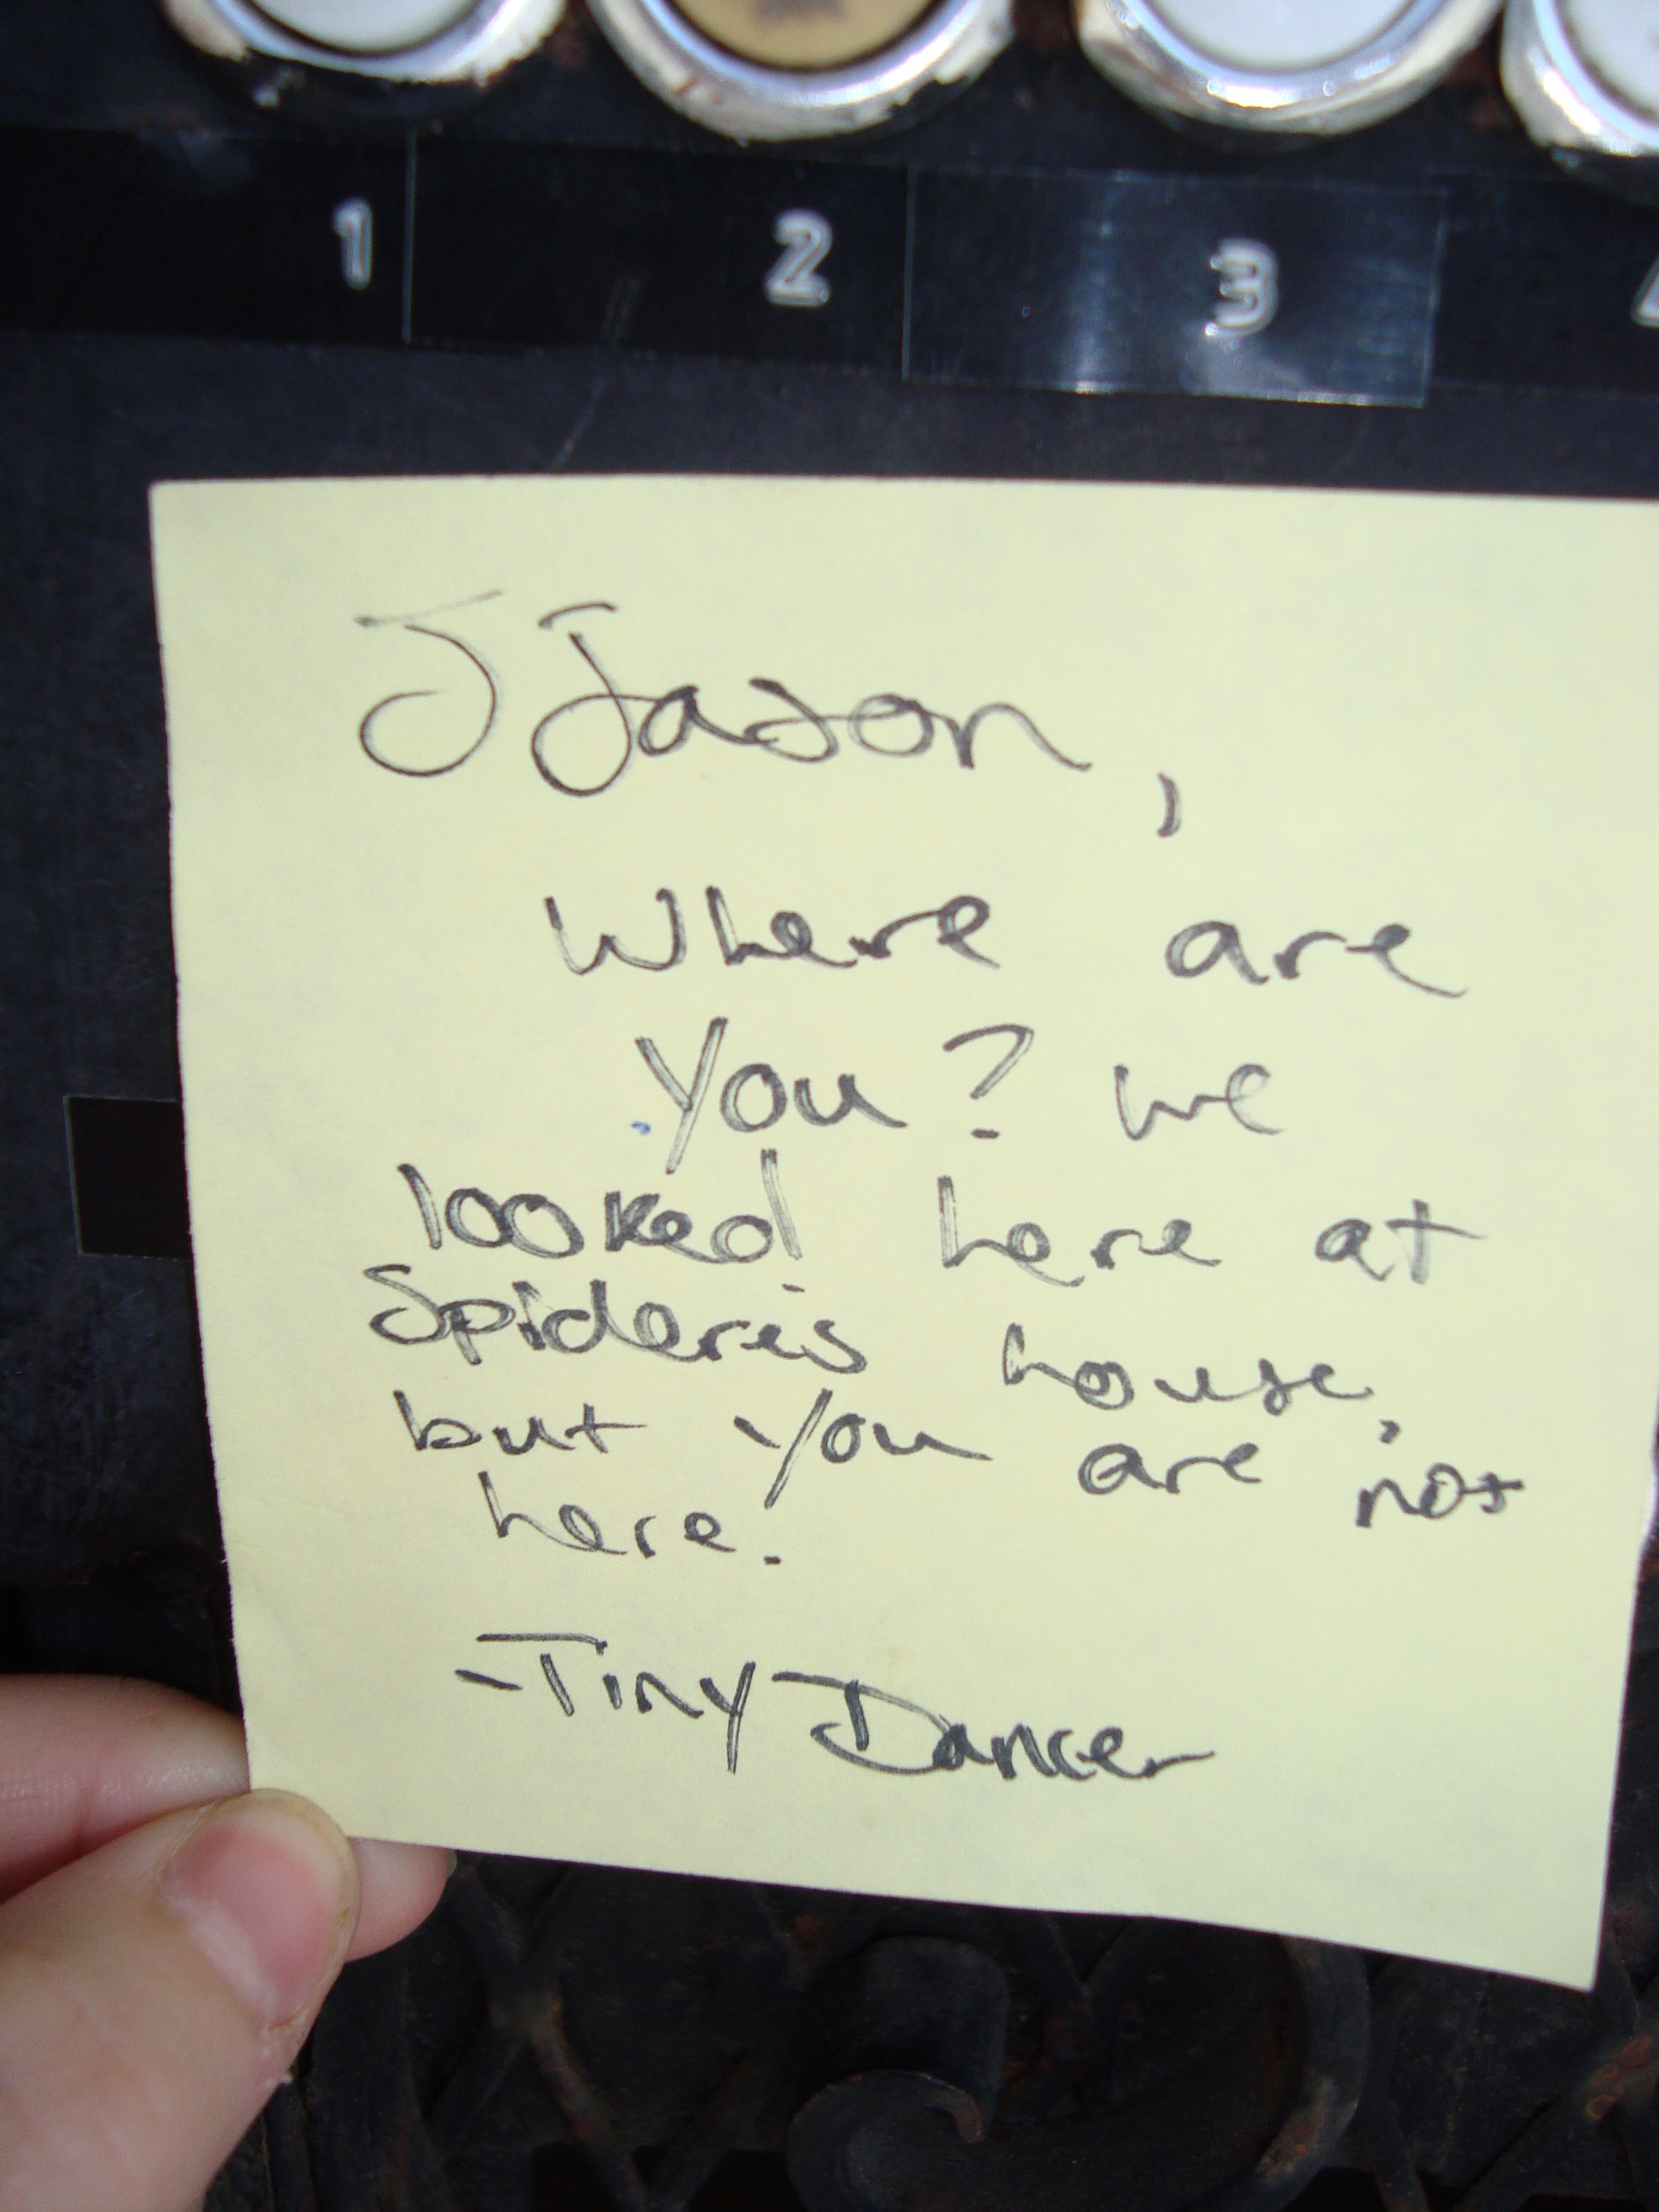 1 2 3
JJason,
Where are
you? we
looked here at
Spider's house,
but you are not
here.
-Tiny Dancer